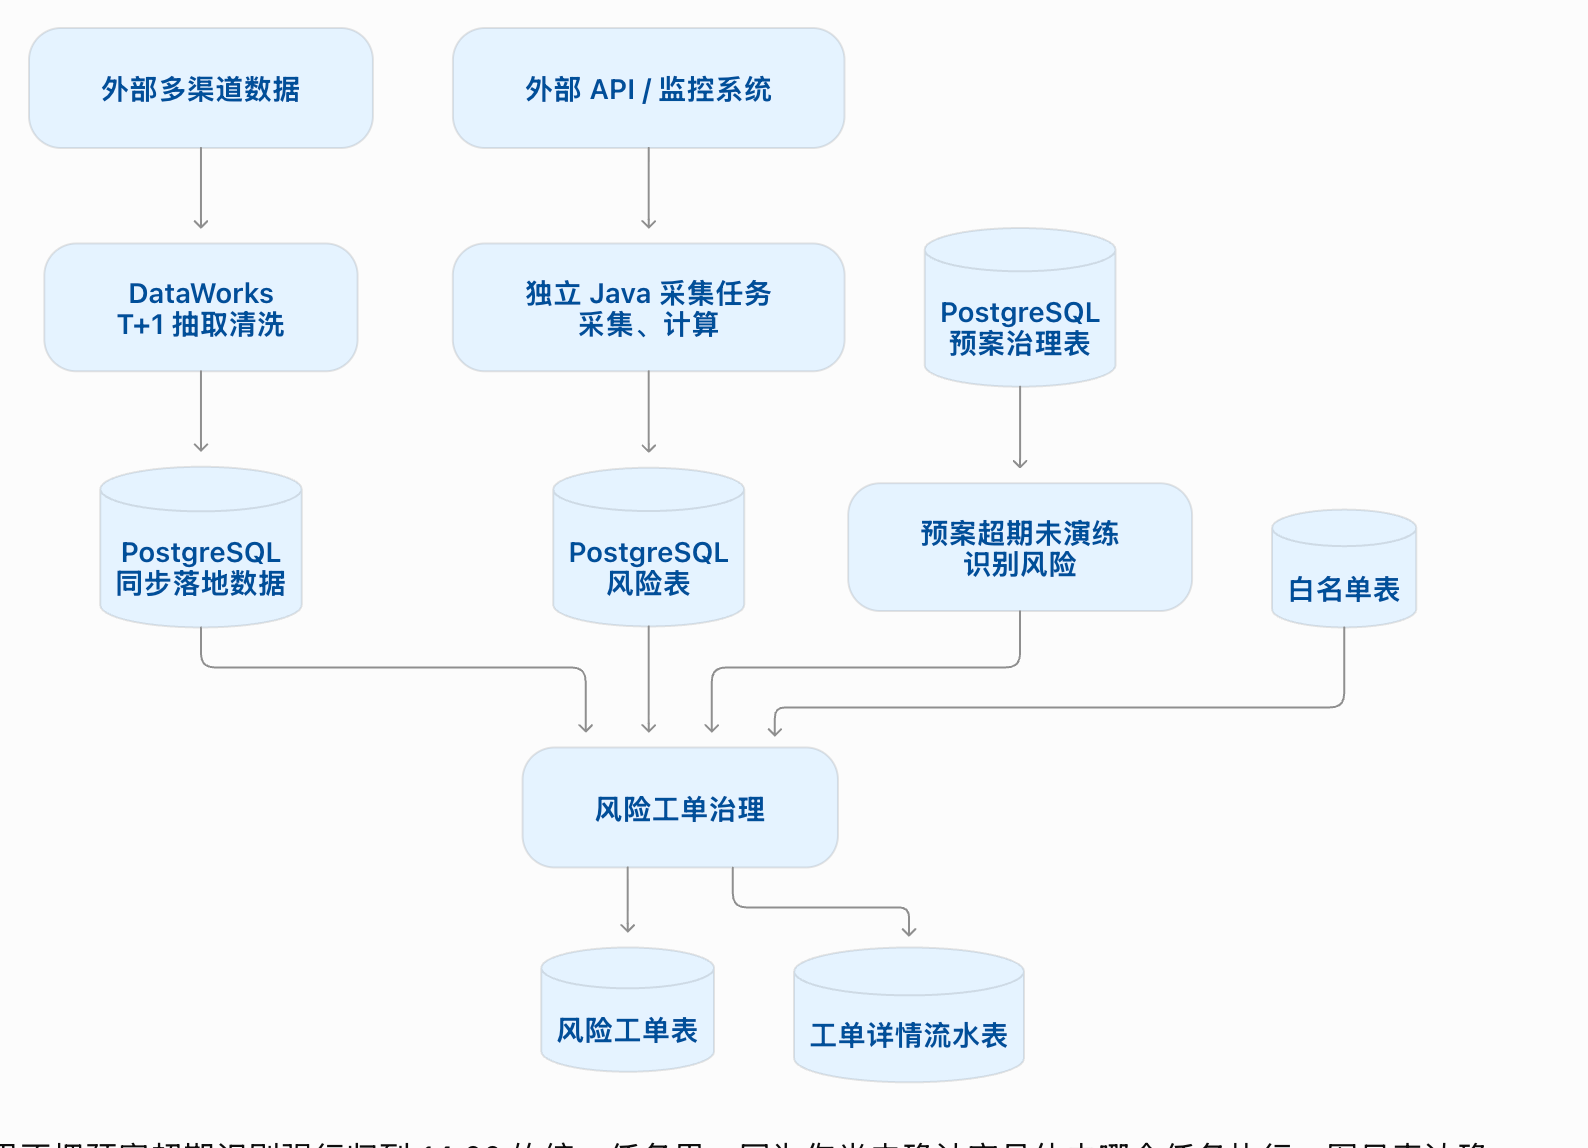 外部多渠道数据
外部 API / 监控系统
DataWorks
T+1 抽取清洗
独立 Java 采集任务
采集、计算
PostgreSQL
预案治理表
PostgreSQL
同步落地数据
PostgreSQL
风险表
预案超期未演练
识别风险
白名单表
风险工单治理
风险工单表
工单详情流水表